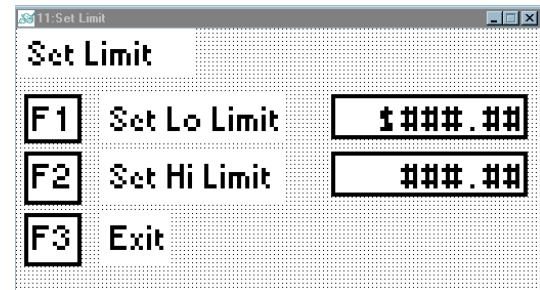 11:Set Limit
Set Limit
F1 Set Lo Limit ±###.##
F2 Set Hi Limit ###.##
F3 Exit